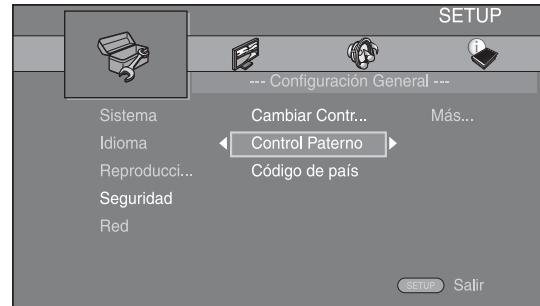 SETUP
--- Configuración General ---
Sistema Cambiar Contr... Más...
Idioma Control Paterno
Reproducci... Código de país
Seguridad
Red
SETUP Salir